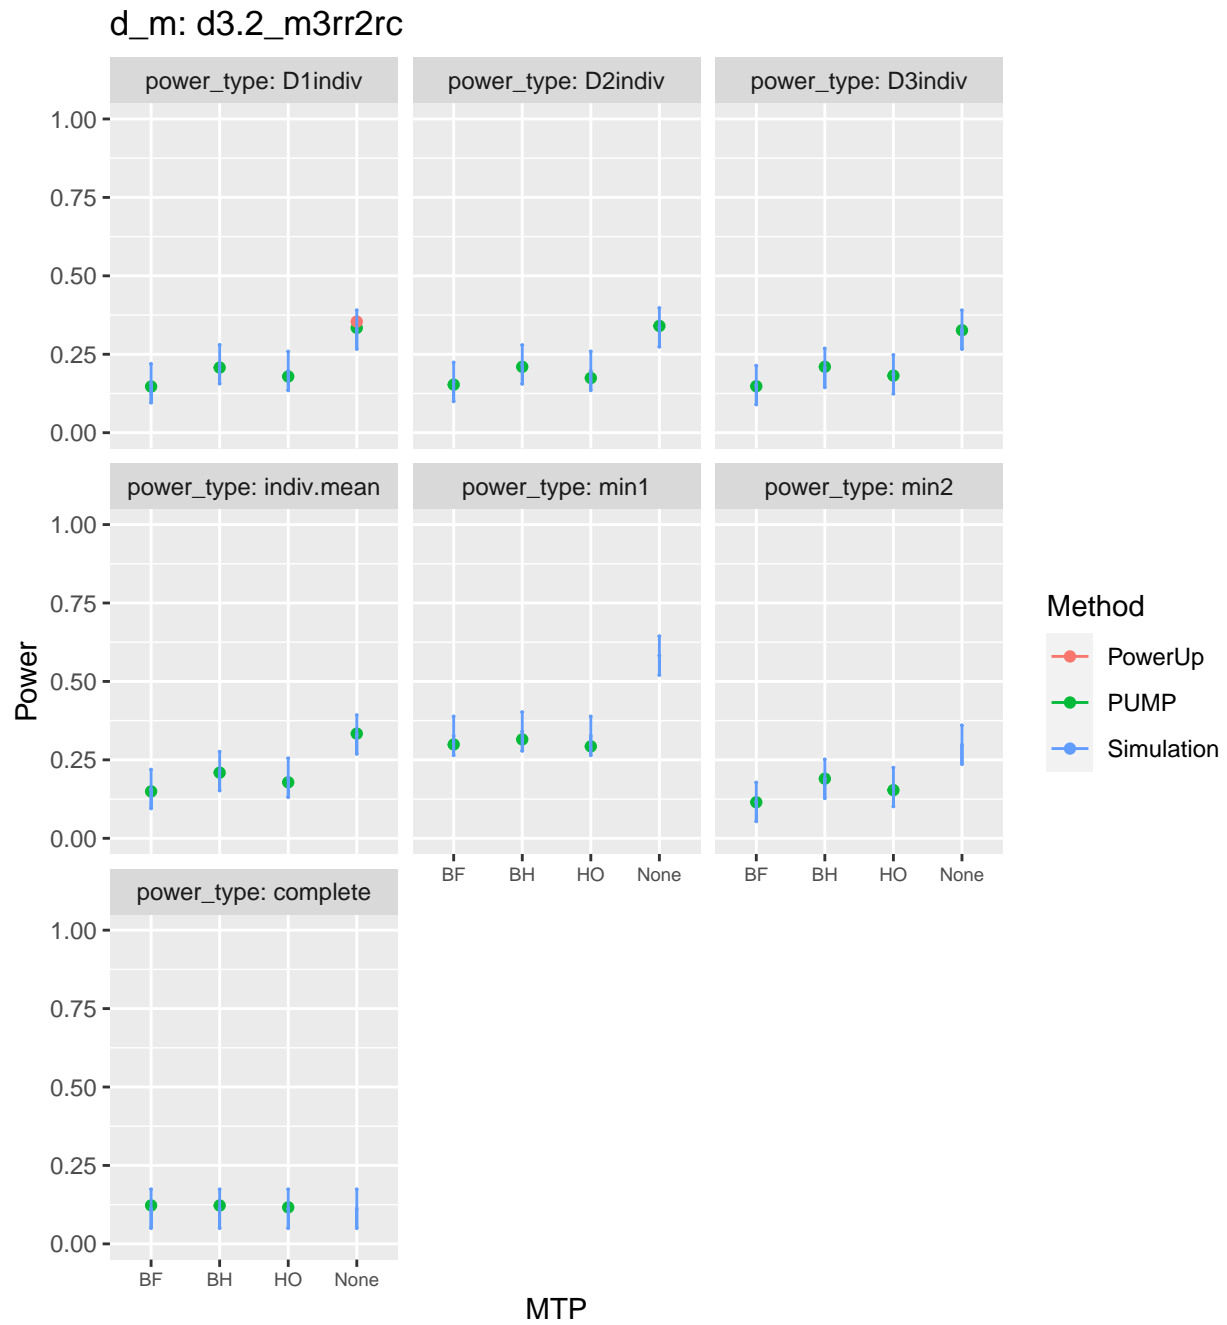 d_m: d3.2_m3rr2rc
power_type: D1indiv
power_type: D2indiv
power_type: D3indiv
1.00
0.75
0.50
0.25
0.00
power_type: indiv.mean
power_type: min1
power_type: min2
1.00
0.75
0.50
0.25
0.00
BF BH HO None
BF BH HO None
power_type: complete
1.00
0.75
0.50
0.25
0.00
BF BH HO None
Power
MTP
Method
PowerUp
PUMP
Simulation